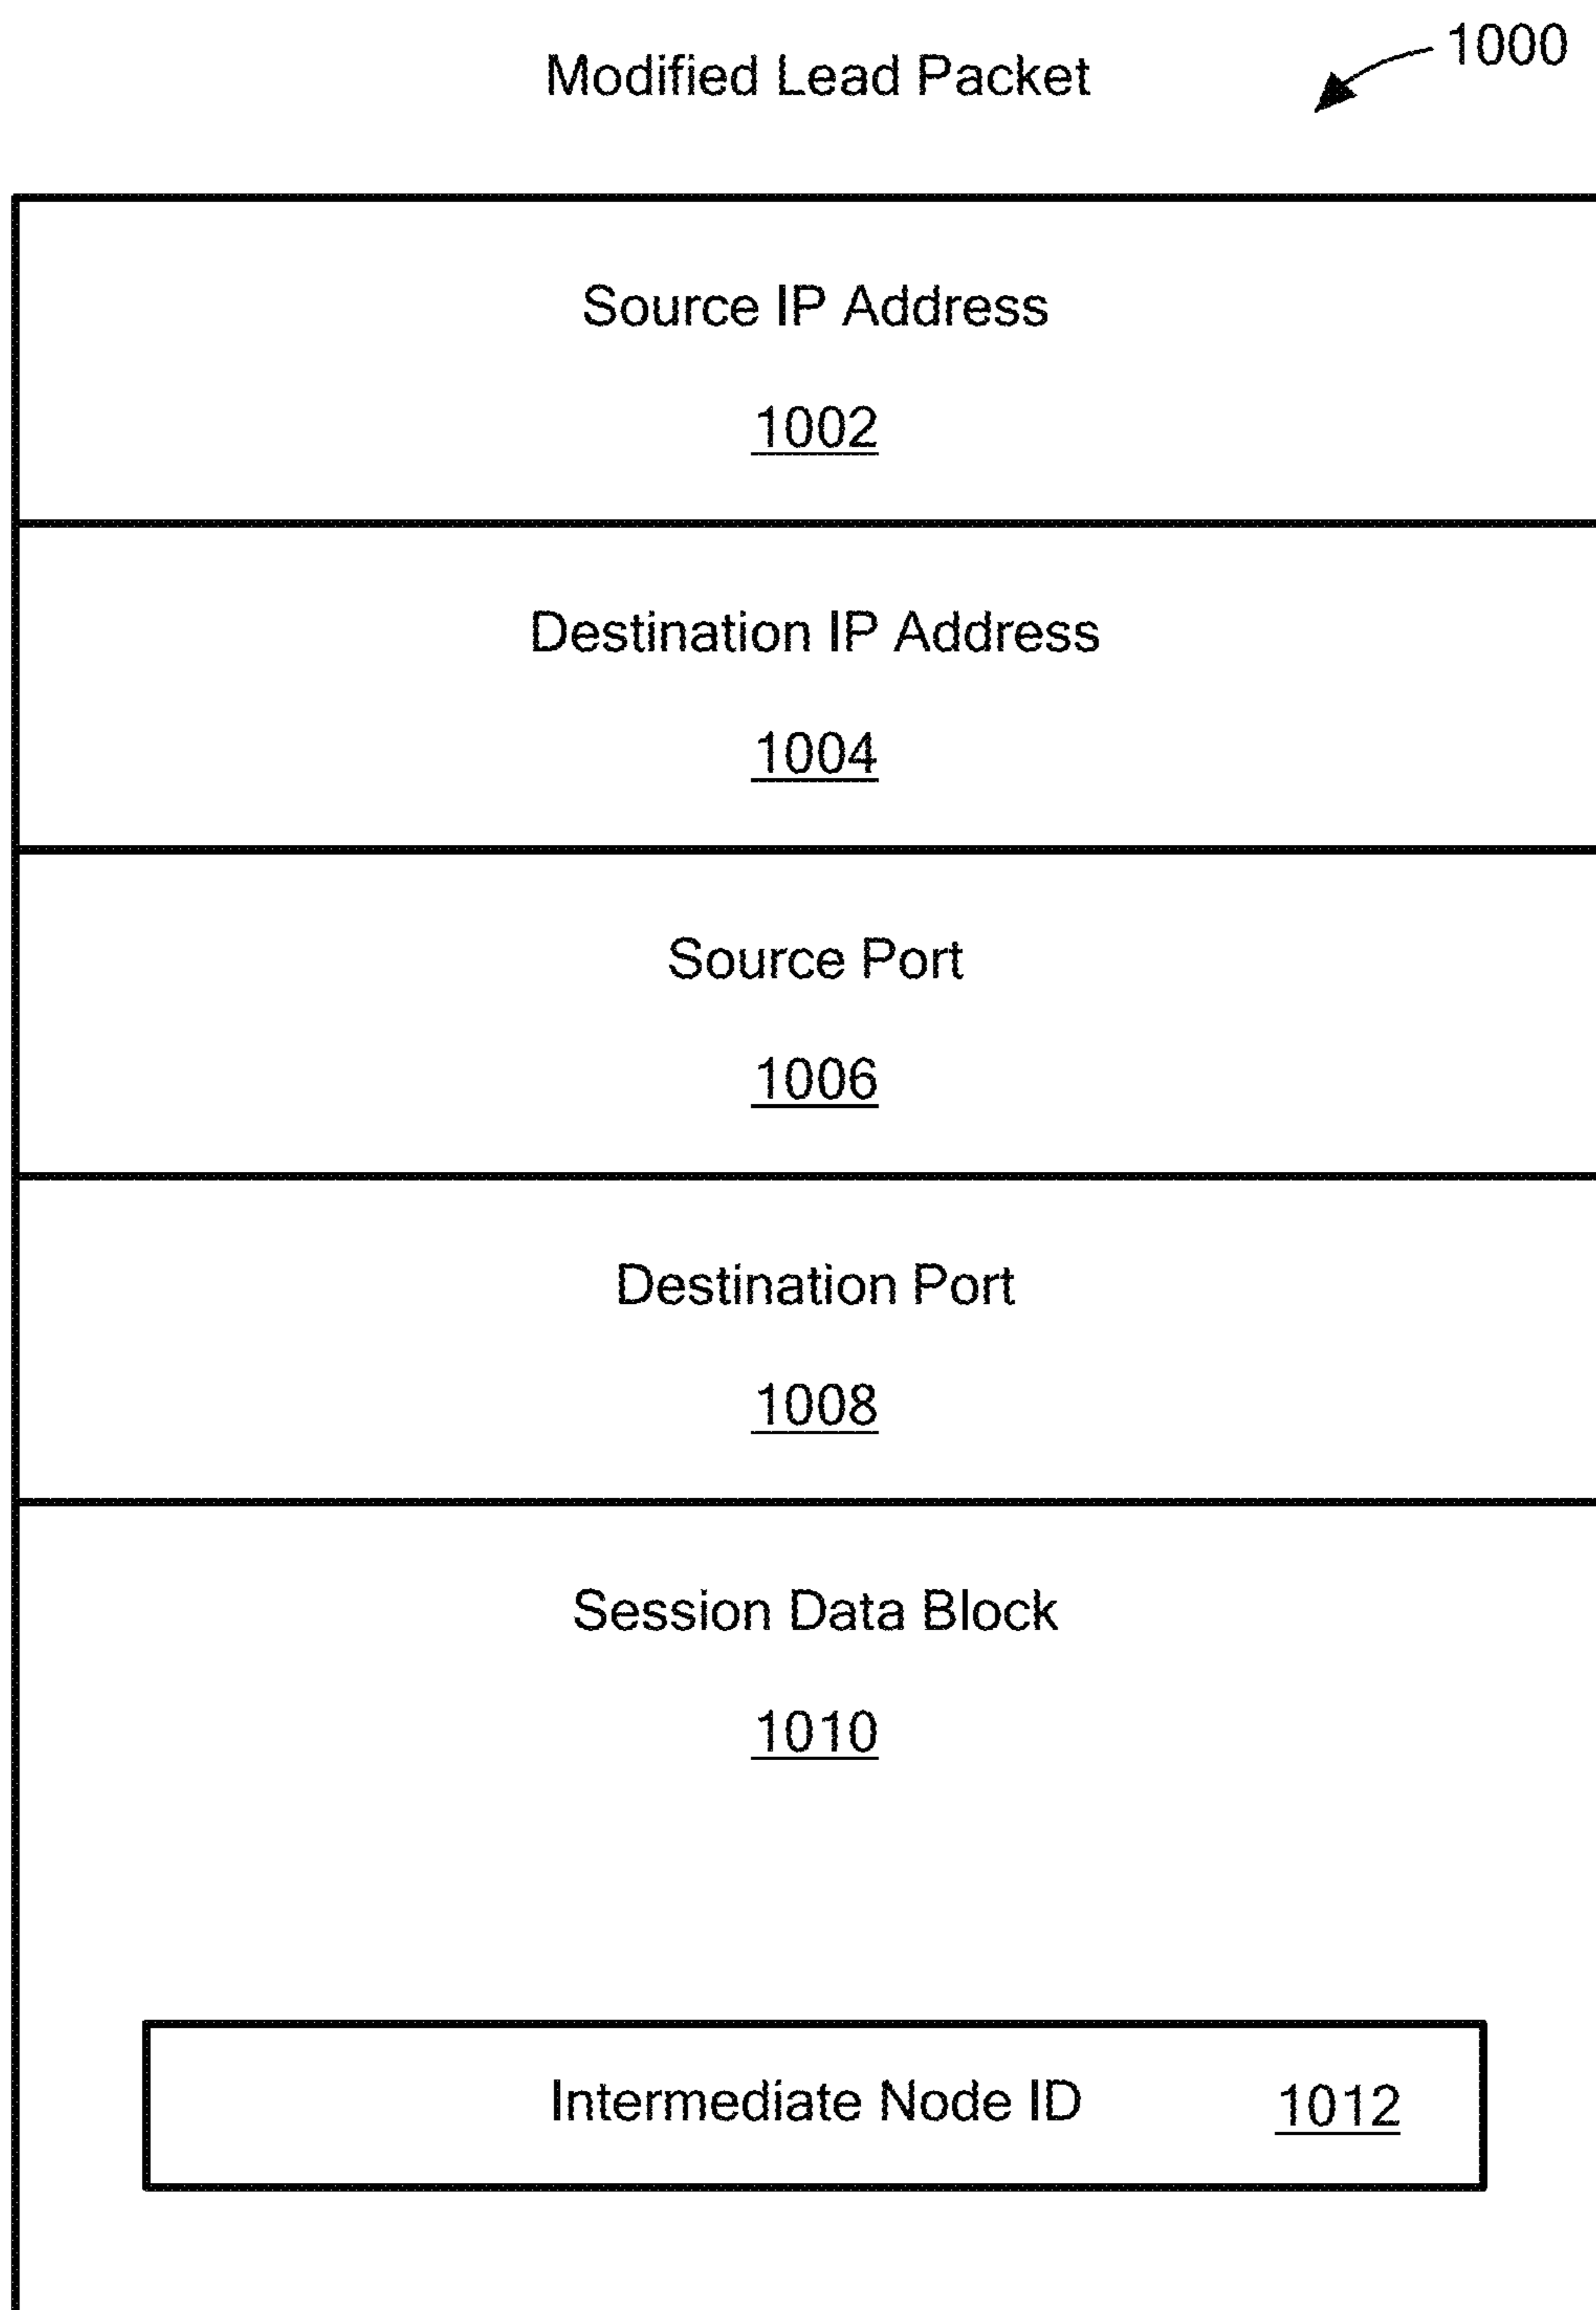 Modified Lead Packet
1000
Source IP Address
1002
Destination IP Address
1004
Source Port
1006
Destination Port
1008
Session Data Block
1010
Intermediate Node ID 1012